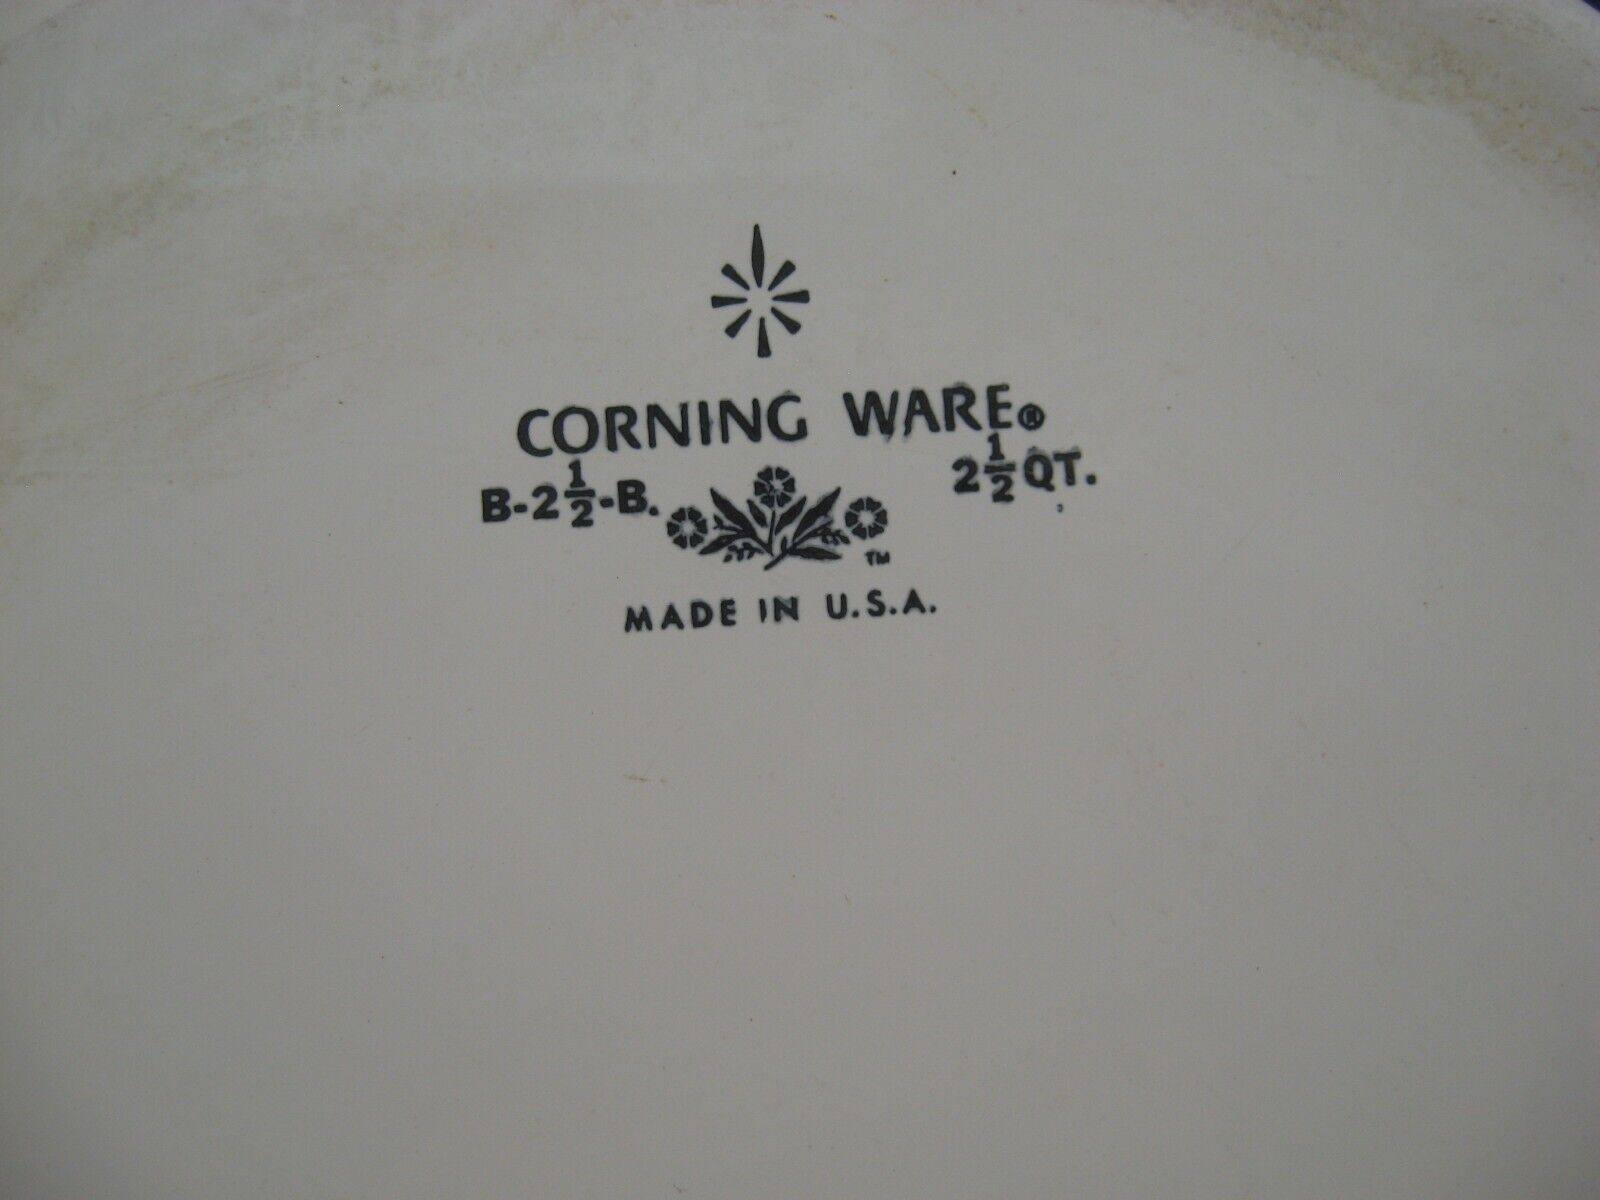 CORNING WARE®
B-2½-B. 2½ QT.
TM
MADE IN U.S.A.